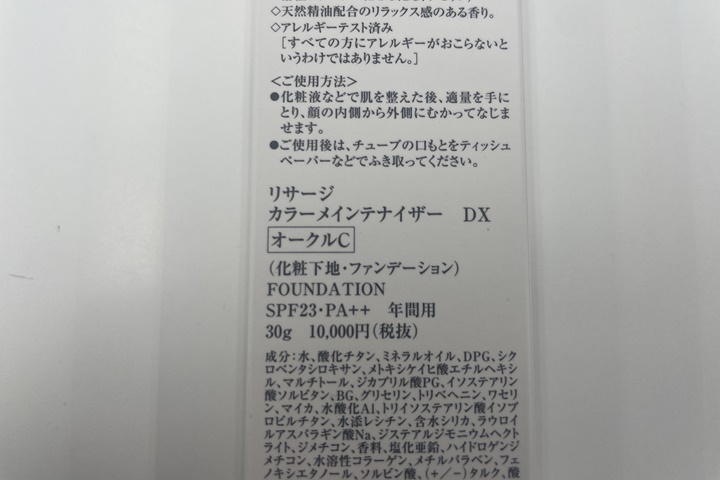 ◇天然精油配合のリラックス感のある香り。
◇アレルギーテスト済み
［すべての方にアレルギーがおこらないと
いうわけではありません。］
＜ご使用方法＞
●化粧液などで肌を整えた後、適量を手に
とり、顔の内側から外側にむかってなじま
せます。
●ご使用後は、チューブの口もとをティッシュ
ペーパーなどでふき取ってください。
リサージ
カラーメインテナイザー DX
オークルC
（化粧下地・ファンデーション）
FOUNDATION
SPF23・PA++ 年間用
30g 10,000円（税抜）
成分：水、酸化チタン、ミネラルオイル、DPG、シク
ロペンタシロキサン、メトキシケイヒ酸エチルヘキシ
ル、マルチトール、ジカプリル酸PG、イソステアリン
酸ソルビタン、BG、グリセリン、トリベヘニン、ワセリ
ン、マイカ、水酸化Al、トリイソステアリン酸イソプ
ロピルチタン、水添レシチン、含水シリカ、ラウロイ
ルアスパラギン酸Na、ジステアルジモニウムヘクト
ライト、ジメチコン、香料、塩化亜鉛、ハイドロゲンジ
メチコン、水溶性コラーゲン、メチルパラベン、フェ
ノキシエタノール、ソルビン酸、（+/−）タルク、酸